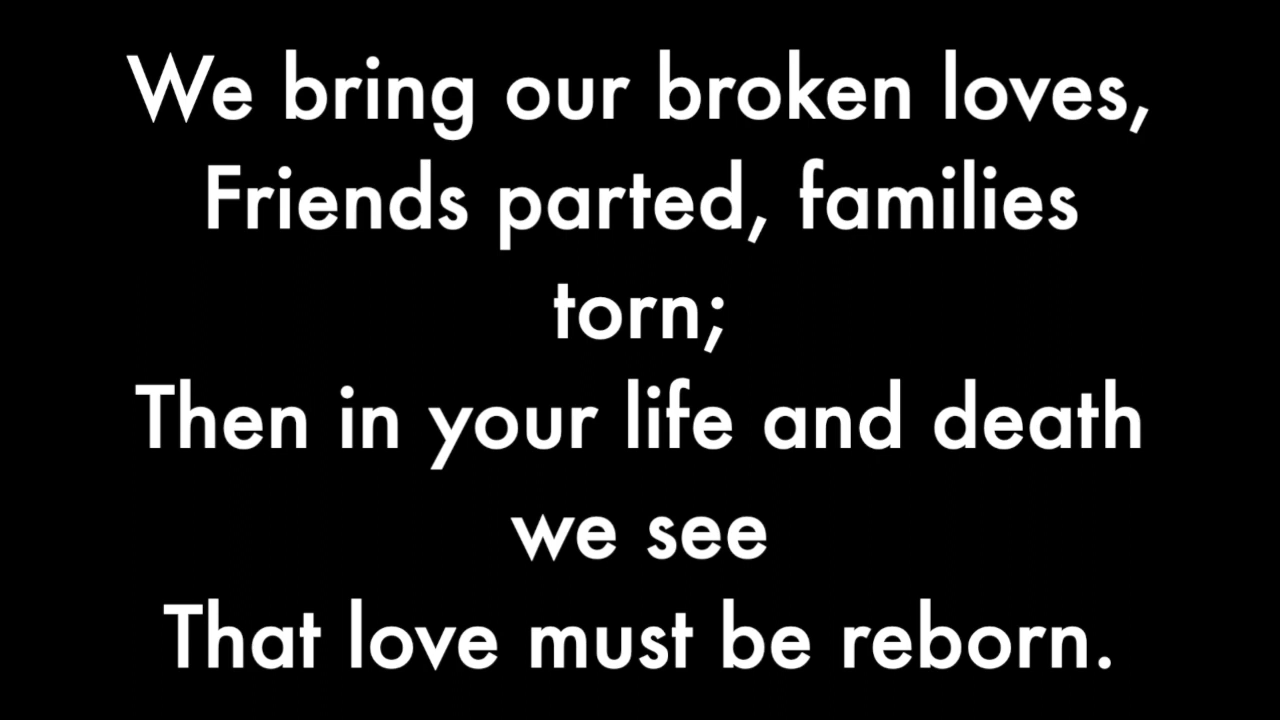 We bring our broken loves,
Friends parted, families
torn;
Then in your life and death
we see
That love must be reborn.